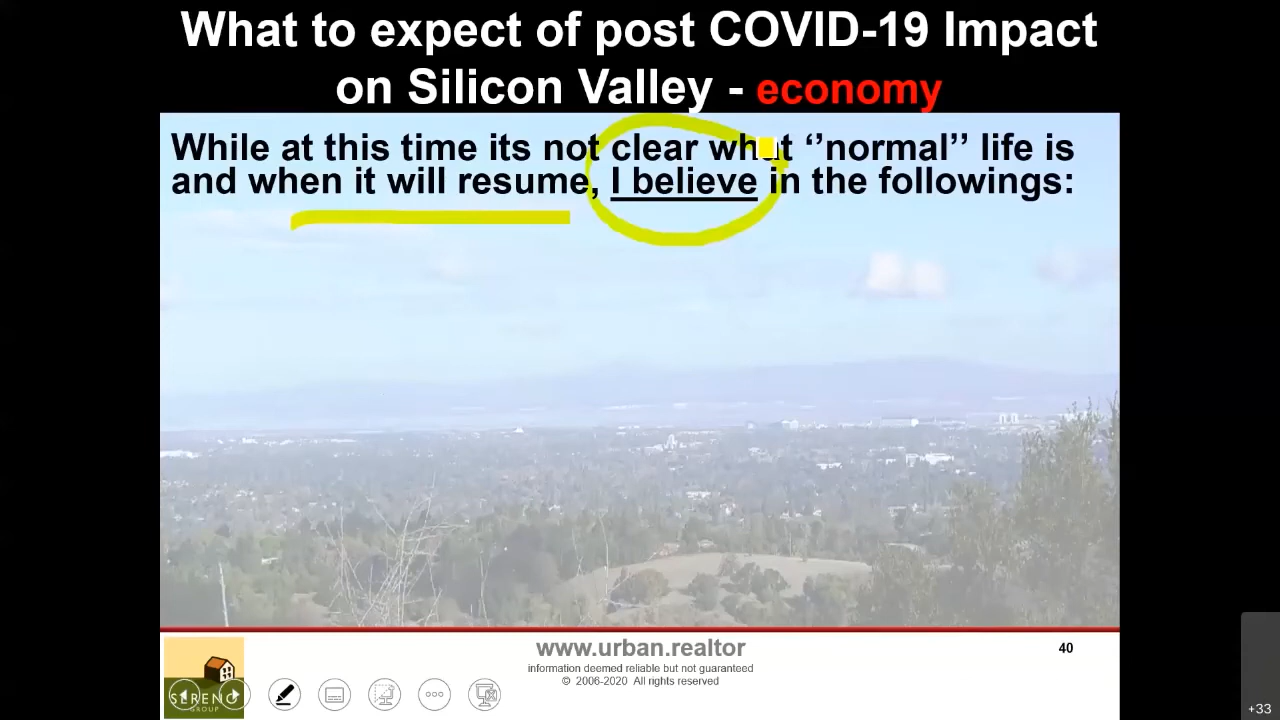 What to expect of post COVID-19 Impact
on Silicon Valley - economy
While at this time its not clear what ‘’normal’’ life is
and when it will resume, I believe in the followings:
www.urban.realtor
information deemed reliable but not guaranteed
© 2006-2020 All rights reserved
40
SERENO
GROUP
+33